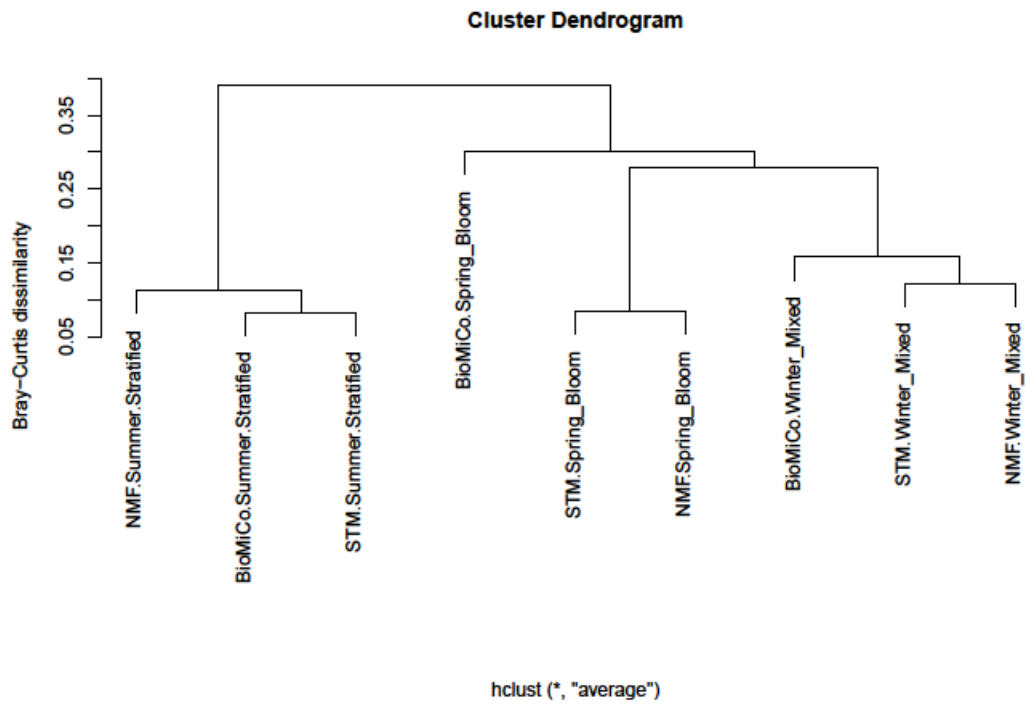 Cluster Dendrogram
Bray−Curtis dissimilarity
0.05
0.15
0.25
0.35
NMF.Summer.Stratified
BioMiCo.Summer.Stratified
STM.Summer.Stratified
BioMiCo.Spring_Bloom
STM.Spring_Bloom
NMF.Spring_Bloom
BioMiCo.Winter_Mixed
STM.Winter_Mixed
NMF.Winter_Mixed
hclust (*, "average")